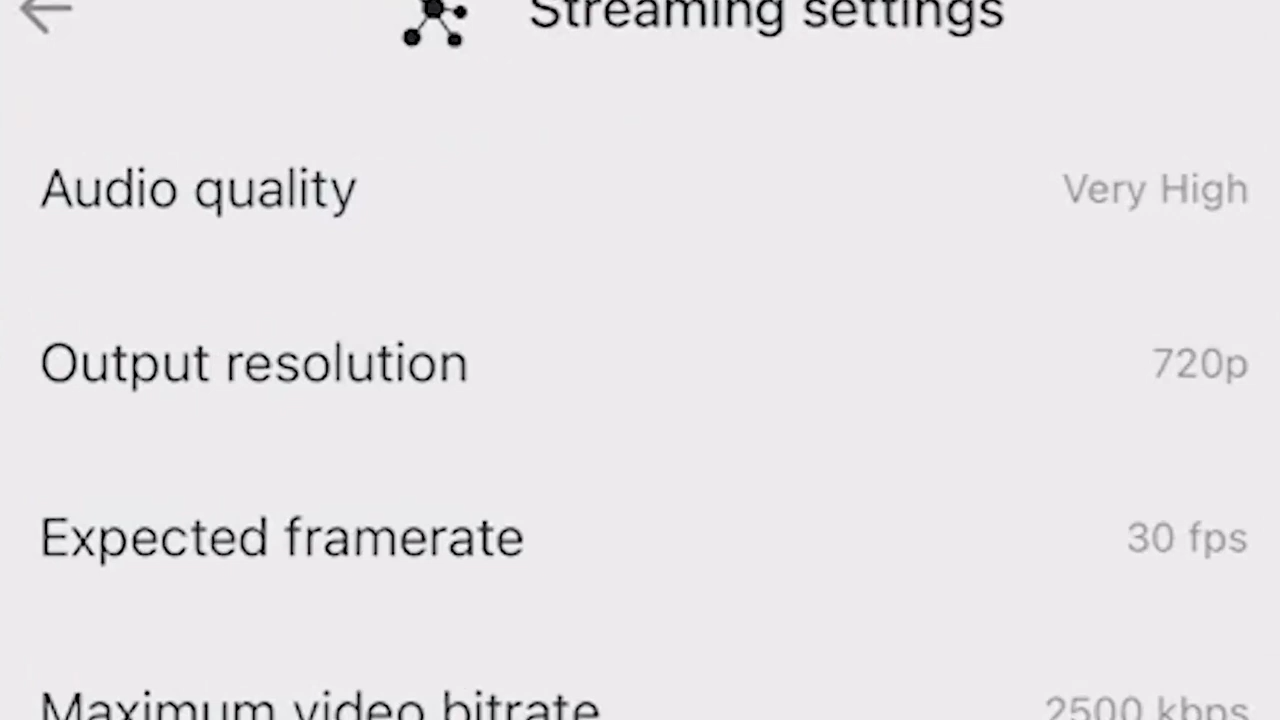 Streaming settings
Audio quality Very High
Output resolution 720p
Expected framerate 30 fps
Maximum video bitrate 2500 kbps